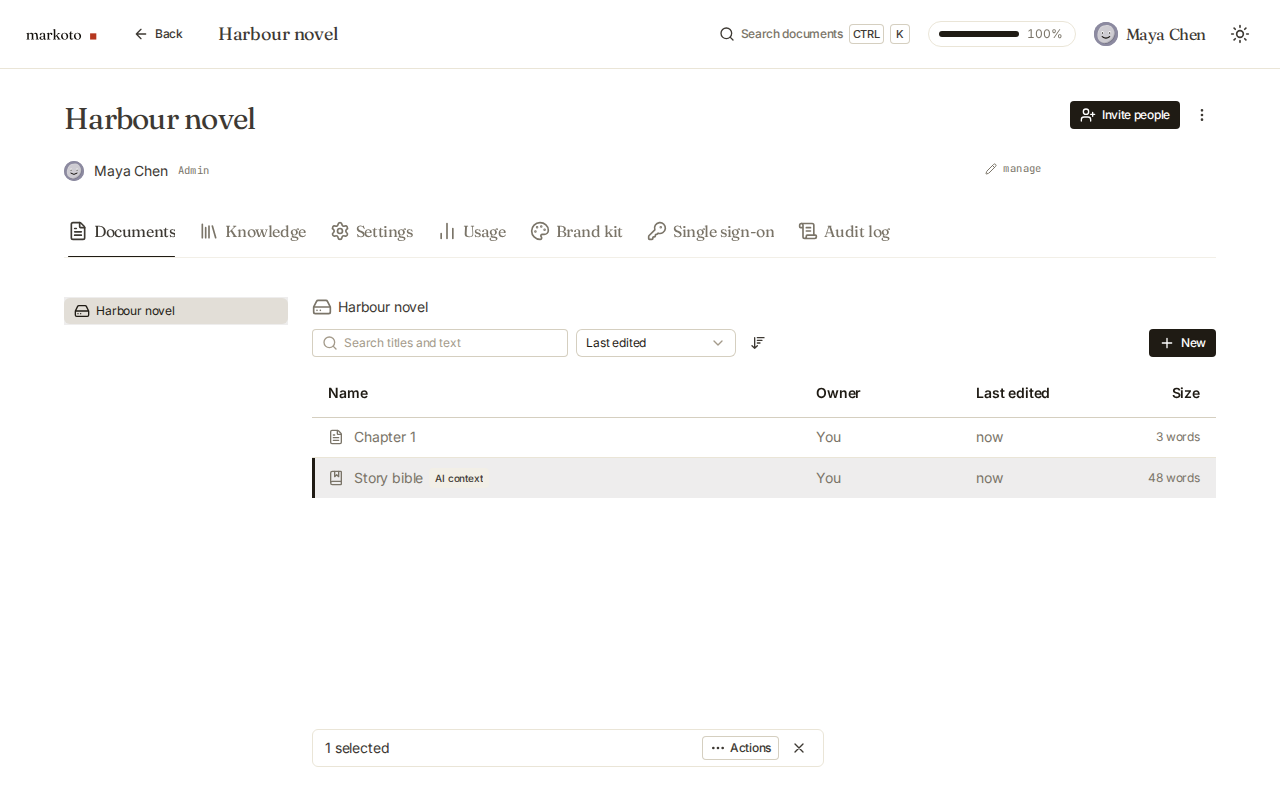 markoto
Back
Harbour novel
Search documents CTRL K
100%
Maya Chen
Harbour novel
Invite people
Maya Chen Admin
manage
Documents Knowledge Settings Usage Brand kit Single sign-on Audit log
Harbour novel
Harbour novel
Search titles and text
Last edited
New
Name Owner Last edited Size
Chapter 1 You now 3 words
Story bible AI context You now 48 words
1 selected
Actions